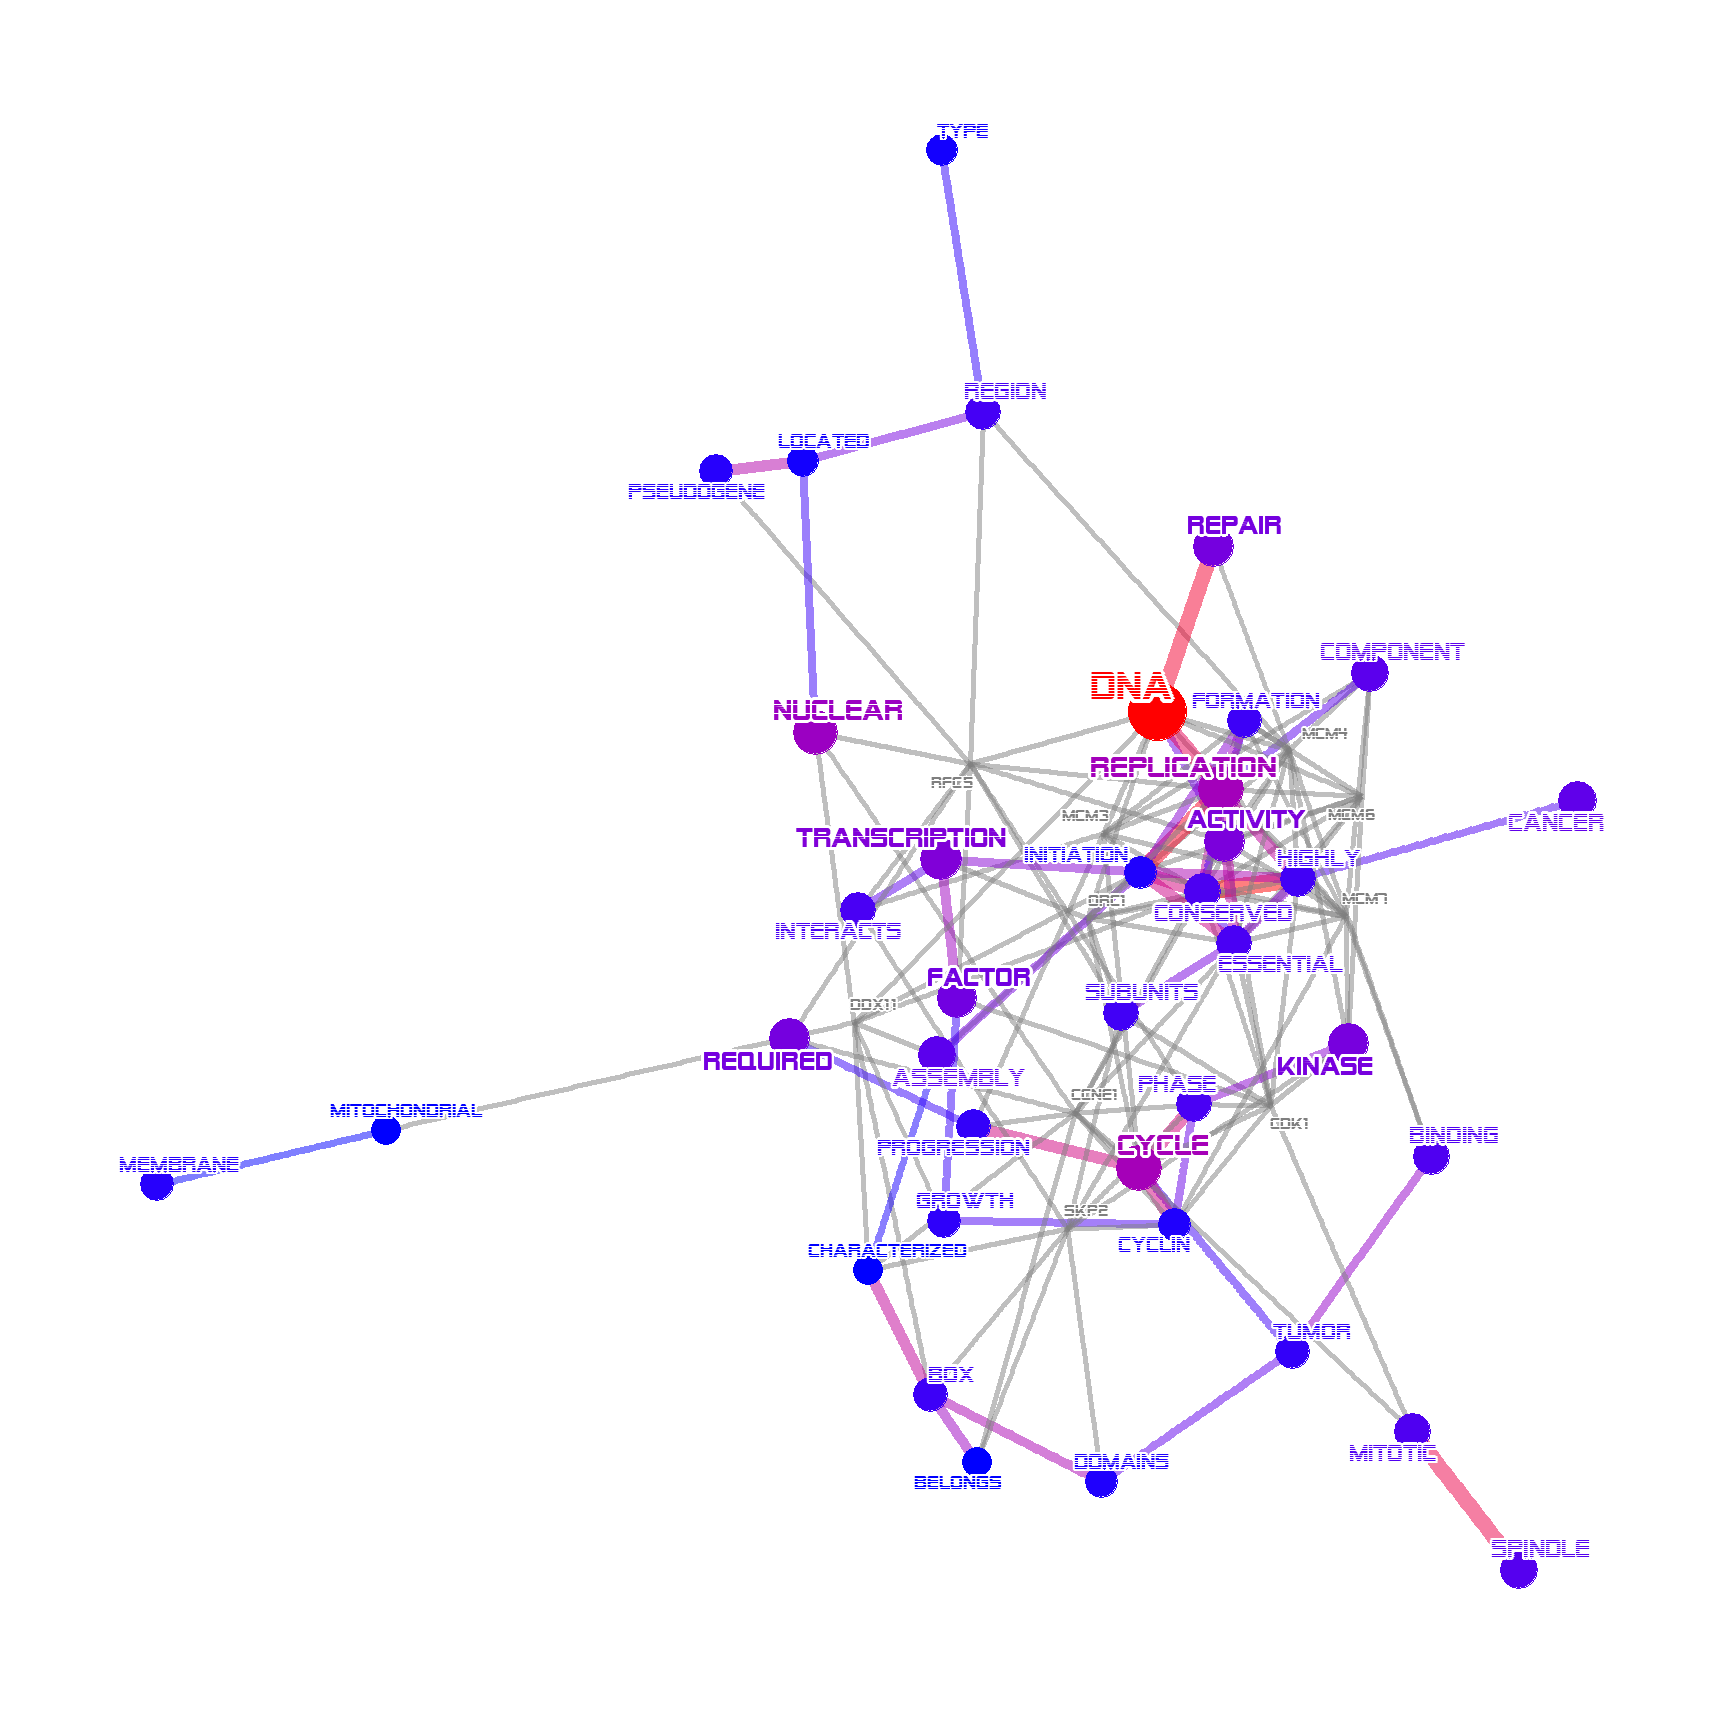 TYPE
REGION
LOCATED
PSEUDOGENE
REPAIR
COMPONENT
DNA
FORMATION
NUCLEAR
MCM4
REPLICATION
RFC5
MCM3
MCM6
ACTIVITY
CANCER
TRANSCRIPTION
INITIATION
HIGHLY
ORC1
MCM7
CONSERVED
INTERACTS
ESSENTIAL
FACTOR
SUBUNITS
DDX11
REQUIRED
KINASE
ASSEMBLY
PHASE
CCNE1
MITOCHONDRIAL
CDK1
BINDING
PROGRESSION
CYCLE
MEMBRANE
GROWTH
SKP2
CYCLIN
CHARACTERIZED
TUMOR
BOX
MITOTIC
DOMAINS
BELONGS
SPINDLE